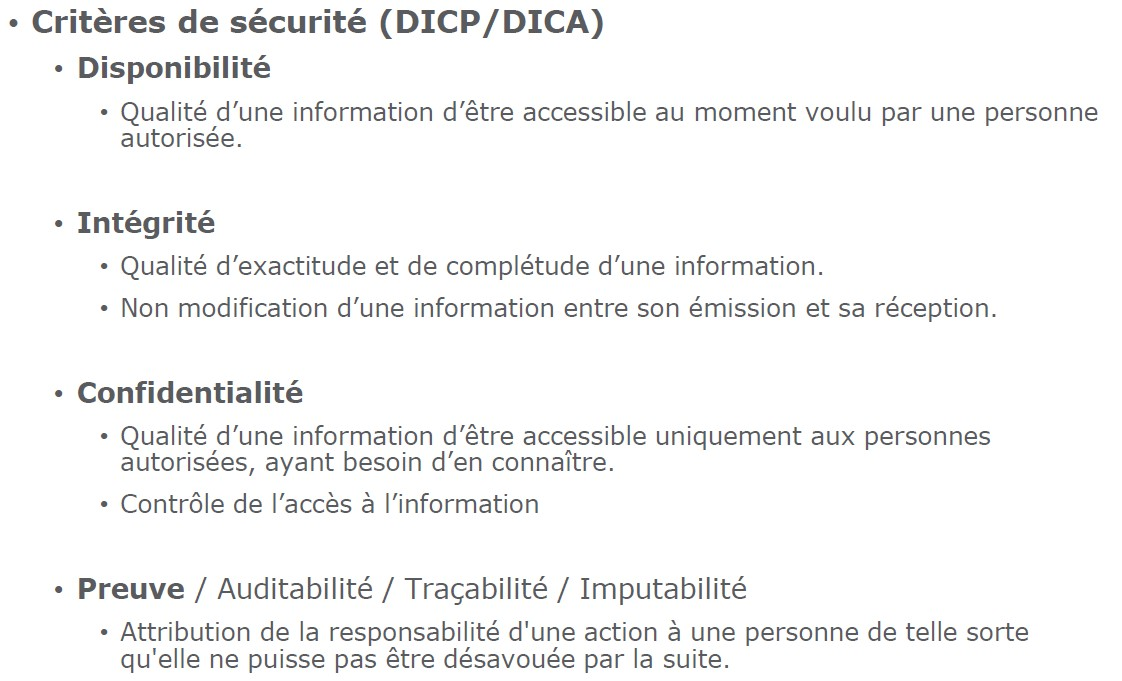 • Critères de sécurité (DICP/DICA)
• Disponibilité
• Qualité d’une information d’être accessible au moment voulu par une personne
autorisée.
• Intégrité
• Qualité d’exactitude et de complétude d’une information.
• Non modification d’une information entre son émission et sa réception.
• Confidentialité
• Qualité d’une information d’être accessible uniquement aux personnes
autorisées, ayant besoin d’en connaître.
• Contrôle de l’accès à l’information
• Preuve / Auditabilité / Traçabilité / Imputabilité
• Attribution de la responsabilité d'une action à une personne de telle sorte
qu'elle ne puisse pas être désavouée par la suite.